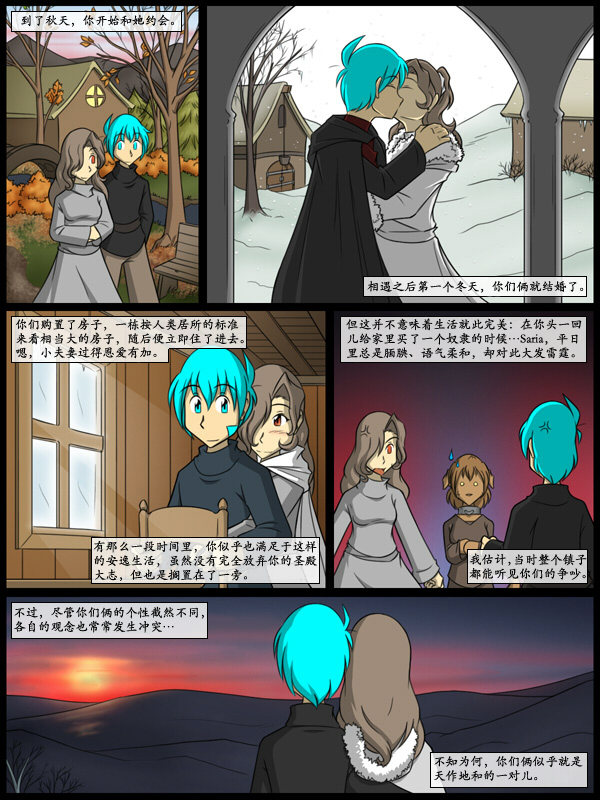 到了秋天，你开始和她约会。
相遇之后第一个冬天，你们俩就结婚了。
你们购置了房子，一栋按人类居所的标准
来看相当大的房子，随后便立即住了进去。
嗯，小夫妻过得恩爱有加。
有那么一段时间里，你似乎也满足于这样
的安逸生活，虽然没有完全放弃你的圣殿
大志，但也是搁置在了一旁。
但这并不意味着生活就此完美：在你头一回
儿给家里买了一个奴隶的时候…Saria，平日
里总是腼腆、语气柔和，却对此大发雷霆。
我估计，当时整个镇子
都能听见你们的争吵。
不过，尽管你们俩的个性截然不同，
各自的观念也常常发生冲突…
不知为何，你们俩似乎就是
天作地和的一对儿。